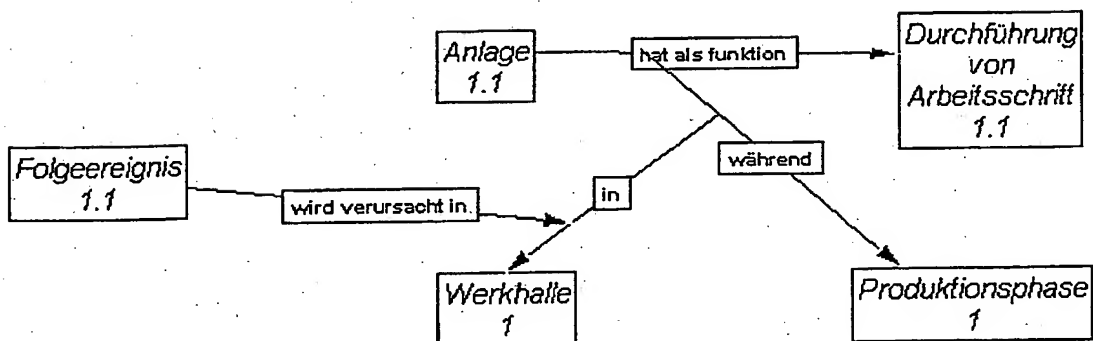 Anlage
1.1
hat als funktion
Durchführung
von
Arbeitsschritt
1.1
Folgeereignis
1.1
wird verursacht in
in
während
Werkhalle
1
Produktionsphase
1